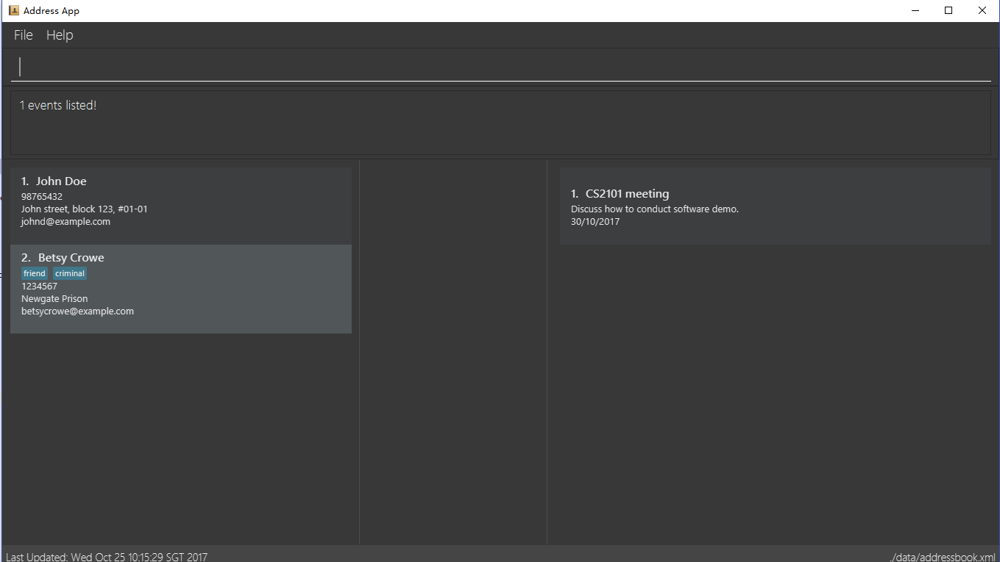 Address App
File Help
1 events listed!
1. John Doe
98765432
John street, block 123, #01-01
johnd@example.com
2. Betsy Crowe
friend criminal
1234567
Newgate Prison
betsycrowe@example.com
1. CS2101 meeting
Discuss how to conduct software demo.
30/10/2017
Last Updated: Wed Oct 25 10:15:29 SGT 2017
./data/addressbook.xml